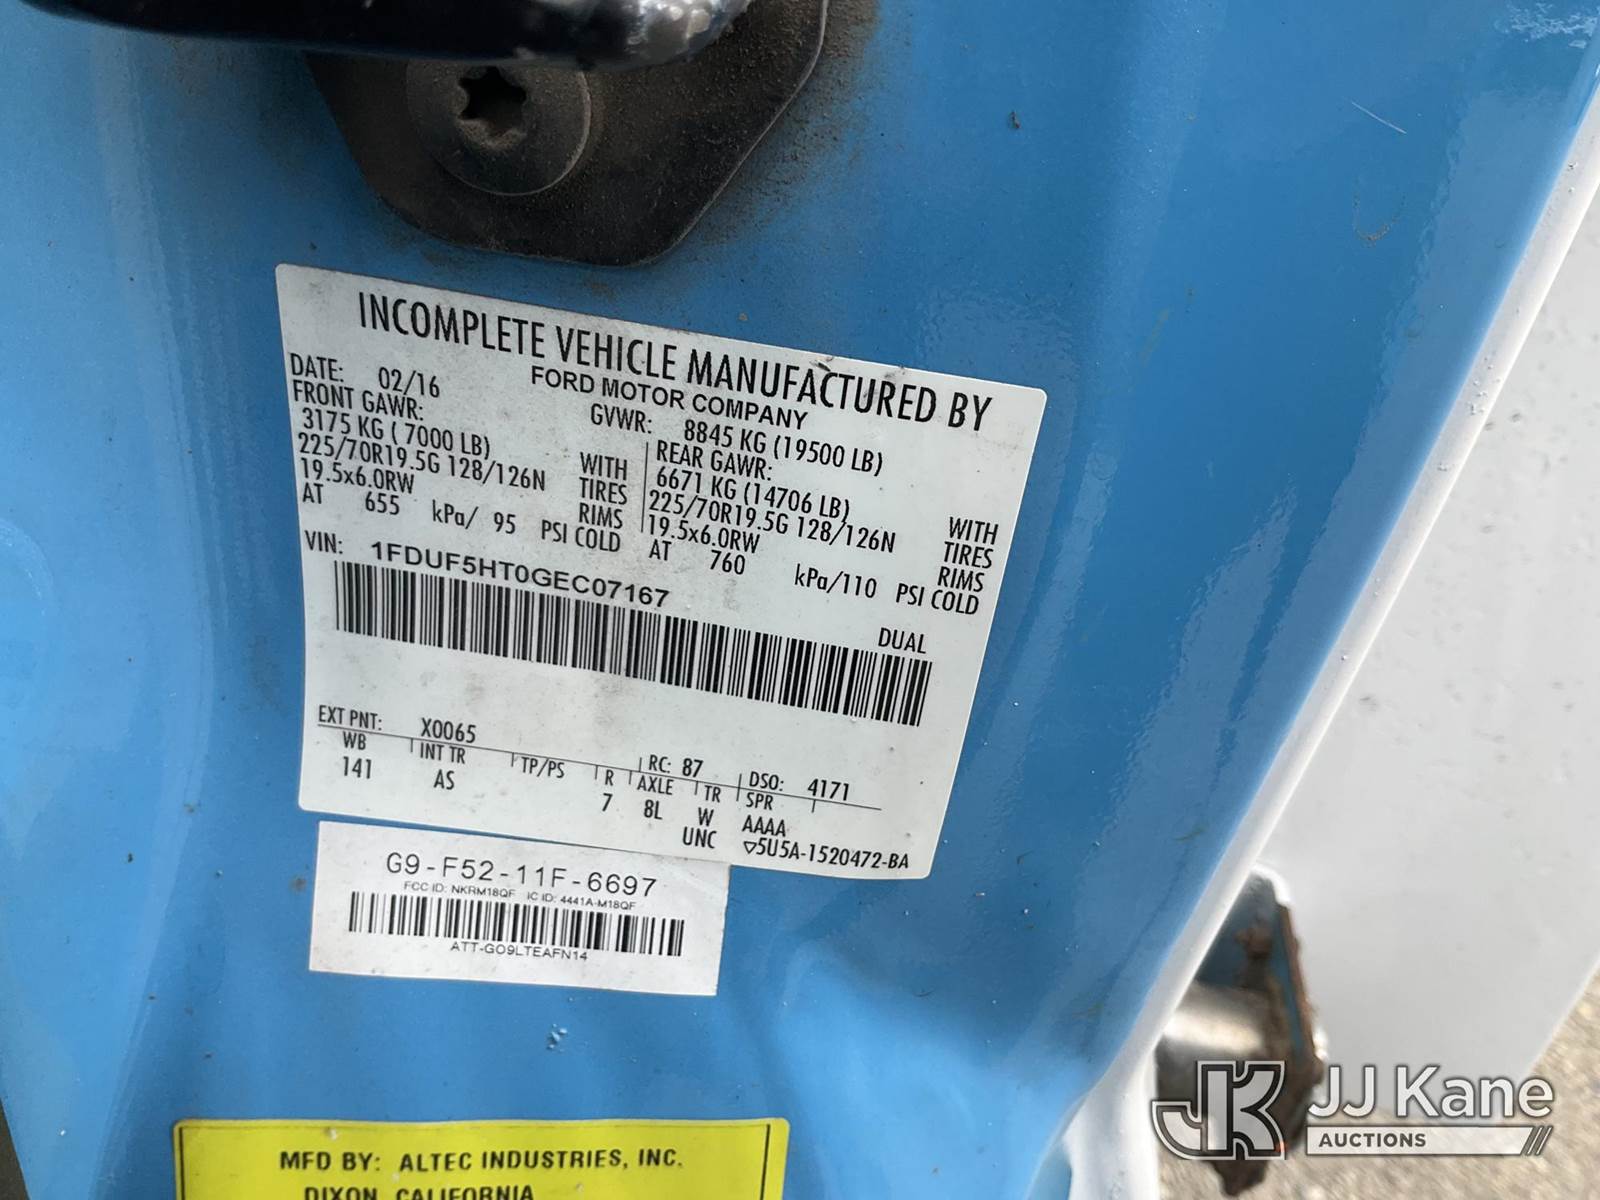 INCOMPLETE VEHICLE MANUFACTURED BY
FORD MOTOR COMPANY
DATE: 02/16
GVWR: 8845 KG (19500 LB)
FRONT GAWR:
3175 KG ( 7000 LB)
WITH
225/70R19.5G 128/126N
TIRES
19.5x6.0RW
RIMS
AT 655 kPa/ 95 PSI COLD
REAR GAWR:
6671 KG (14706 LB)
WITH
225/70R19.5G 128/126N
TIRES
19.5x6.0RW
RIMS
AT 760 kPa/110 PSI COLD
VIN: 1FDUF5HT0GEC07167
DUAL
EXT PNT: X0065
RC: 87 DSO: 4171
WB INT TR TP/PS R AXLE TR SPR
141 AS 7 8L W AAAA
UNC ▽5U5A-1520472-BA
G9-F52-11F-6697
FCC ID: NKRM18QF IC ID: 4441A-M18QF
ATT-GO9LTEAFN14
MFD BY: ALTEC INDUSTRIES, INC.
DIXON, CALIFORNIA
JK JJ Kane
AUCTIONS